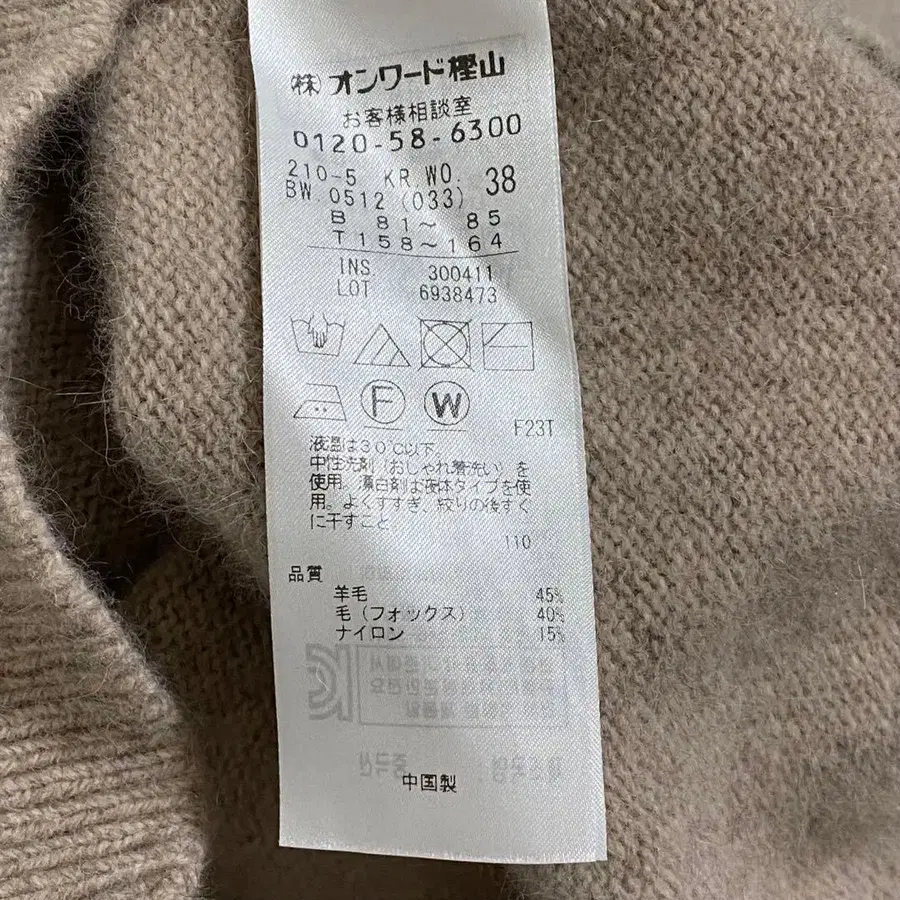 (株)オンワード樫山
お客様相談室
0120-58-6300
210-5 KR WO. 38
BW.0512 (033)
B 81～ 85
T 158～164
INS 300411
LOT 6938473
F W
F23T
液温は30℃以下、
中性洗剤（おしゃれ着洗い）を
使用。漂白剤は液体タイプを使
用。よくすすぎ、絞りの後すぐ
に干すこと
110
品質
羊毛 45%
毛（フォックス） 40%
ナイロン 15%
中国製